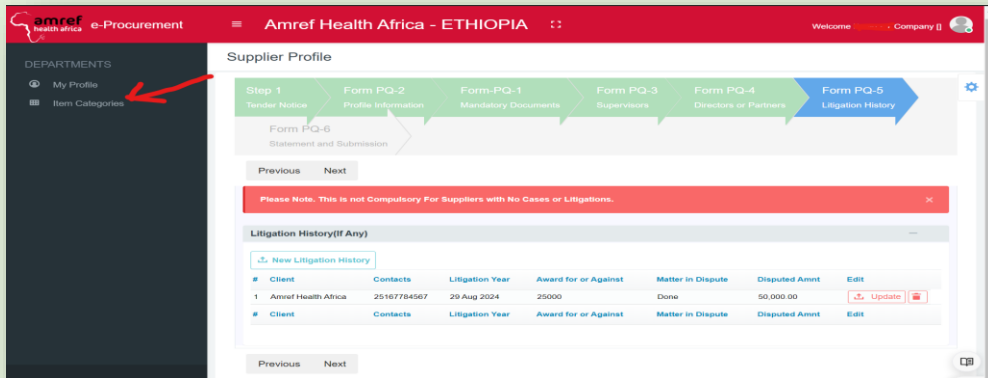 amref
health africa
e-Procurement
Amref Health Africa - ETHIOPIA
Welcome
Company []
DEPARTMENTS
My Profile
Item Categories
Supplier Profile
Step 1
Tender Notice
Form PQ-2
Profile Information
Form-PQ-1
Mandatory Documents
Form PQ-3
Supervisors
Form PQ-4
Directors or Partners
Form PQ-5
Litigation History
Form PQ-6
Statement and Submission
Previous Next
Please Note. This is not Compulsory For Suppliers with No Cases or Litigations.
Litigation History(If Any)
New Litigation History
# Client Contacts Litigation Year Award for or Against Matter in Dispute Disputed Amnt Edit
1 Amref Health Africa 25167784567 29 Aug 2024 25000 Done 50,000.00 Update
# Client Contacts Litigation Year Award for or Against Matter in Dispute Disputed Amnt Edit
Previous Next